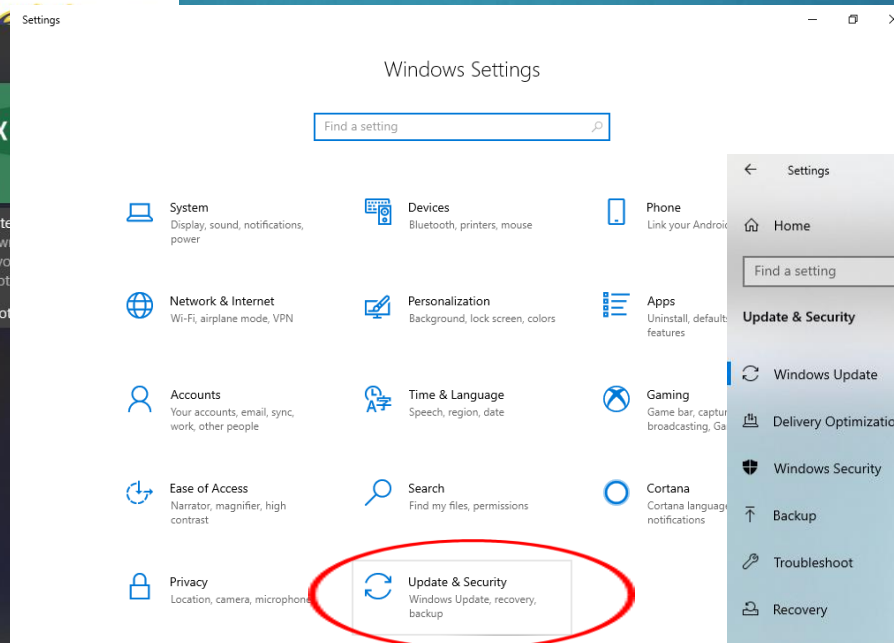 Settings
Windows Settings
Find a setting
System
Display, sound, notifications,
power
Devices
Bluetooth, printers, mouse
Phone
Link your Android
Network & Internet
Wi-Fi, airplane mode, VPN
Personalization
Background, lock screen, colors
Apps
Uninstall, defaults
features
Accounts
Your accounts, email, sync,
work, other people
Time & Language
Speech, region, date
Gaming
Game bar, captur
broadcasting, Ga
Ease of Access
Narrator, magnifier, high
contrast
Search
Find my files, permissions
Cortana
Cortana language
notifications
Privacy
Location, camera, microphone
Update & Security
Windows Update, recovery,
backup
Settings
Home
Find a setting
Update & Security
Windows Update
Delivery Optimizatio
Windows Security
Backup
Troubleshoot
Recovery